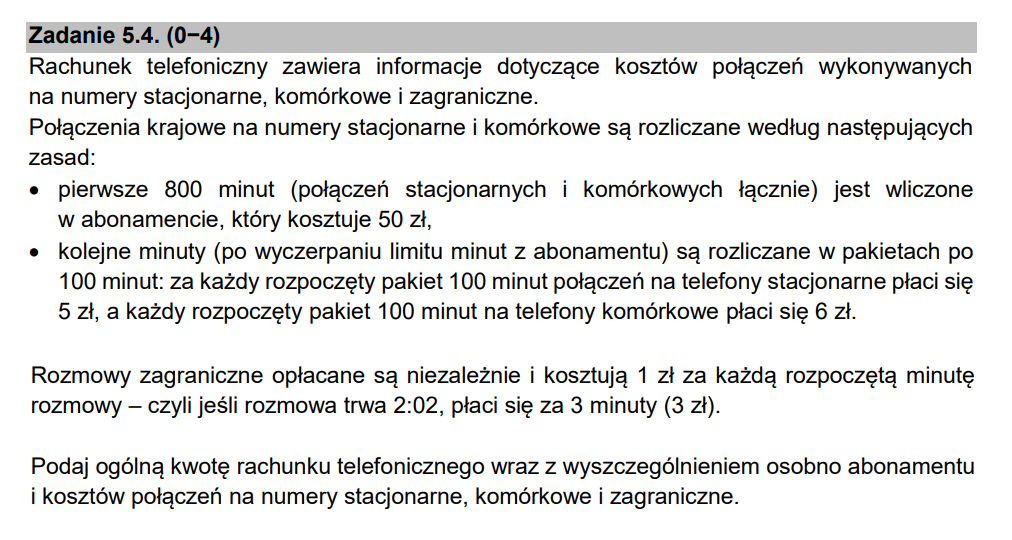 Zadanie 5.4. (0−4)
Rachunek telefoniczny zawiera informacje dotyczące kosztów połączeń wykonywanych
na numery stacjonarne, komórkowe i zagraniczne.
Połączenia krajowe na numery stacjonarne i komórkowe są rozliczane według następujących
zasad:
• pierwsze 800 minut (połączeń stacjonarnych i komórkowych łącznie) jest wliczone
w abonamencie, który kosztuje 50 zł,
• kolejne minuty (po wyczerpaniu limitu minut z abonamentu) są rozliczane w pakietach po
100 minut: za każdy rozpoczęty pakiet 100 minut połączeń na telefony stacjonarne płaci się
5 zł, a każdy rozpoczęty pakiet 100 minut na telefony komórkowe płaci się 6 zł.
Rozmowy zagraniczne opłacane są niezależnie i kosztują 1 zł za każdą rozpoczętą minutę
rozmowy – czyli jeśli rozmowa trwa 2:02, płaci się za 3 minuty (3 zł).
Podaj ogólną kwotę rachunku telefonicznego wraz z wyszczególnieniem osobno abonamentu
i kosztów połączeń na numery stacjonarne, komórkowe i zagraniczne.